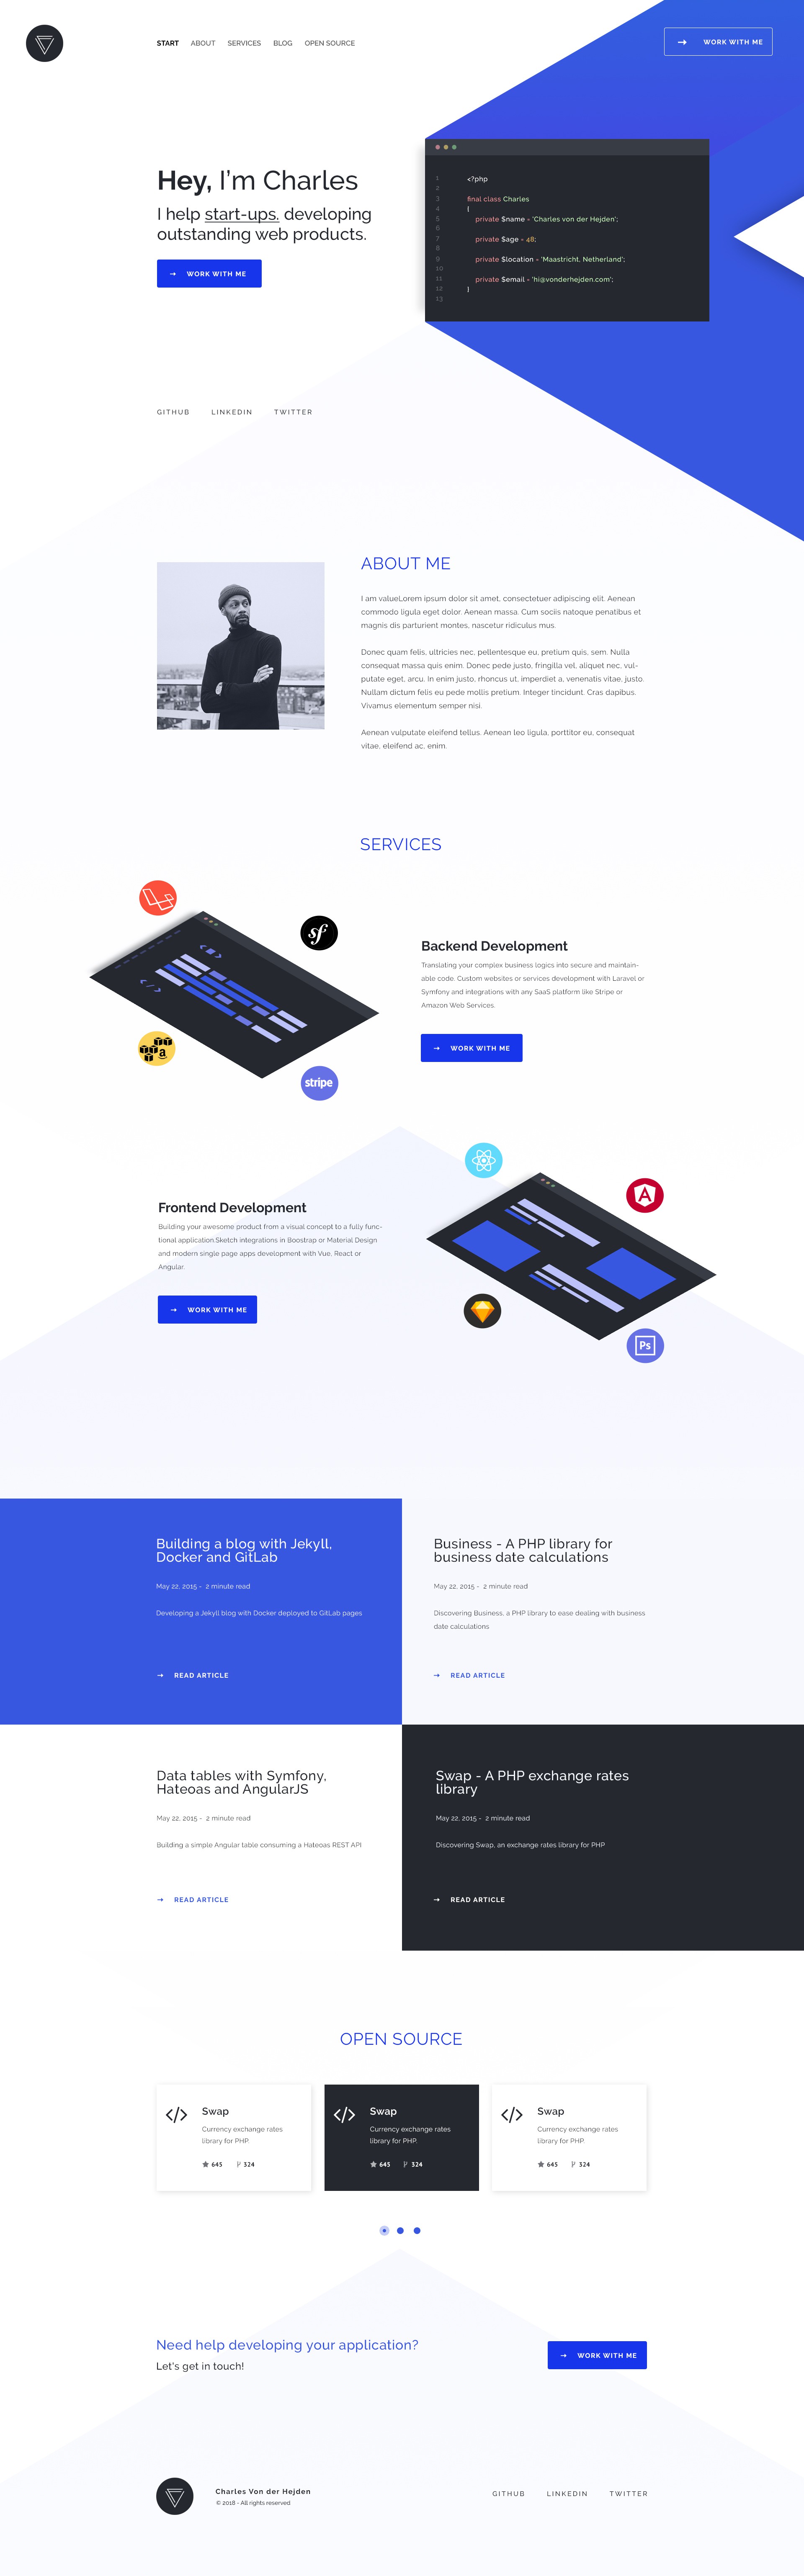 START
ABOUT
SERVICES
BLOG
OPEN SOURCE
WORK WITH ME
Hey, I'm Charles
I help start-ups. developing
outstanding web products.
WORK WITH ME
1 <?php
2
3 final class Charles
4 {
5 private $name = 'Charles von der Hejden';
6
7 private $age = 48;
8
9 private $location = 'Maastricht, Netherland';
10
11 private $email = 'hi@vonderhejden.com';
12 }
13
GITHUB
LINKEDIN
TWITTER
ABOUT ME
I am valueLorem ipsum dolor sit amet, consectetuer adipiscing elit. Aenean
commodo ligula eget dolor. Aenean massa. Cum sociis natoque penatibus et
magnis dis parturient montes, nascetur ridiculus mus.
Donec quam felis, ultricies nec, pellentesque eu, pretium quis, sem. Nulla
consequat massa quis enim. Donec pede justo, fringilla vel, aliquet nec, vul-
putate eget, arcu. In enim justo, rhoncus ut, imperdiet a, venenatis vitae, justo.
Nullam dictum felis eu pede mollis pretium. Integer tincidunt. Cras dapibus.
Vivamus elementum semper nisi.
Aenean vulputate eleifend tellus. Aenean leo ligula, porttitor eu, consequat
vitae, eleifend ac, enim.
SERVICES
sf
a
stripe
Backend Development
Translating your complex business logics into secure and maintain-
able code. Custom websites or services development with Laravel or
Symfony and integrations with any SaaS platform like Stripe or
Amazon Web Services.
WORK WITH ME
Frontend Development
Building your awesome product from a visual concept to a fully func-
tional application.Sketch integrations in Boostrap or Material Design
and modern single page apps development with Vue, React or
Angular.
WORK WITH ME
A
Ps
Building a blog with Jekyll,
Docker and GitLab
May 22, 2015 - 2 minute read
Developing a Jekyll blog with Docker deployed to GitLab pages
READ ARTICLE
Business - A PHP library for
business date calculations
May 22, 2015 - 2 minute read
Discovering Business, a PHP library to ease dealing with business
date calculations
READ ARTICLE
Data tables with Symfony,
Hateoas and AngularJS
May 22, 2015 - 2 minute read
Building a simple Angular table consuming a Hateoas REST API
READ ARTICLE
Swap - A PHP exchange rates
library
May 22, 2015 - 2 minute read
Discovering Swap, an exchange rates library for PHP
READ ARTICLE
OPEN SOURCE
Swap
Currency exchange rates
library for PHP.
645 324
Swap
Currency exchange rates
library for PHP.
645 324
Swap
Currency exchange rates
library for PHP.
645 324
Need help developing your application?
Let's get in touch!
WORK WITH ME
Charles Von der Hejden
© 2018 - All rights reserved
GITHUB
LINKEDIN
TWITTER